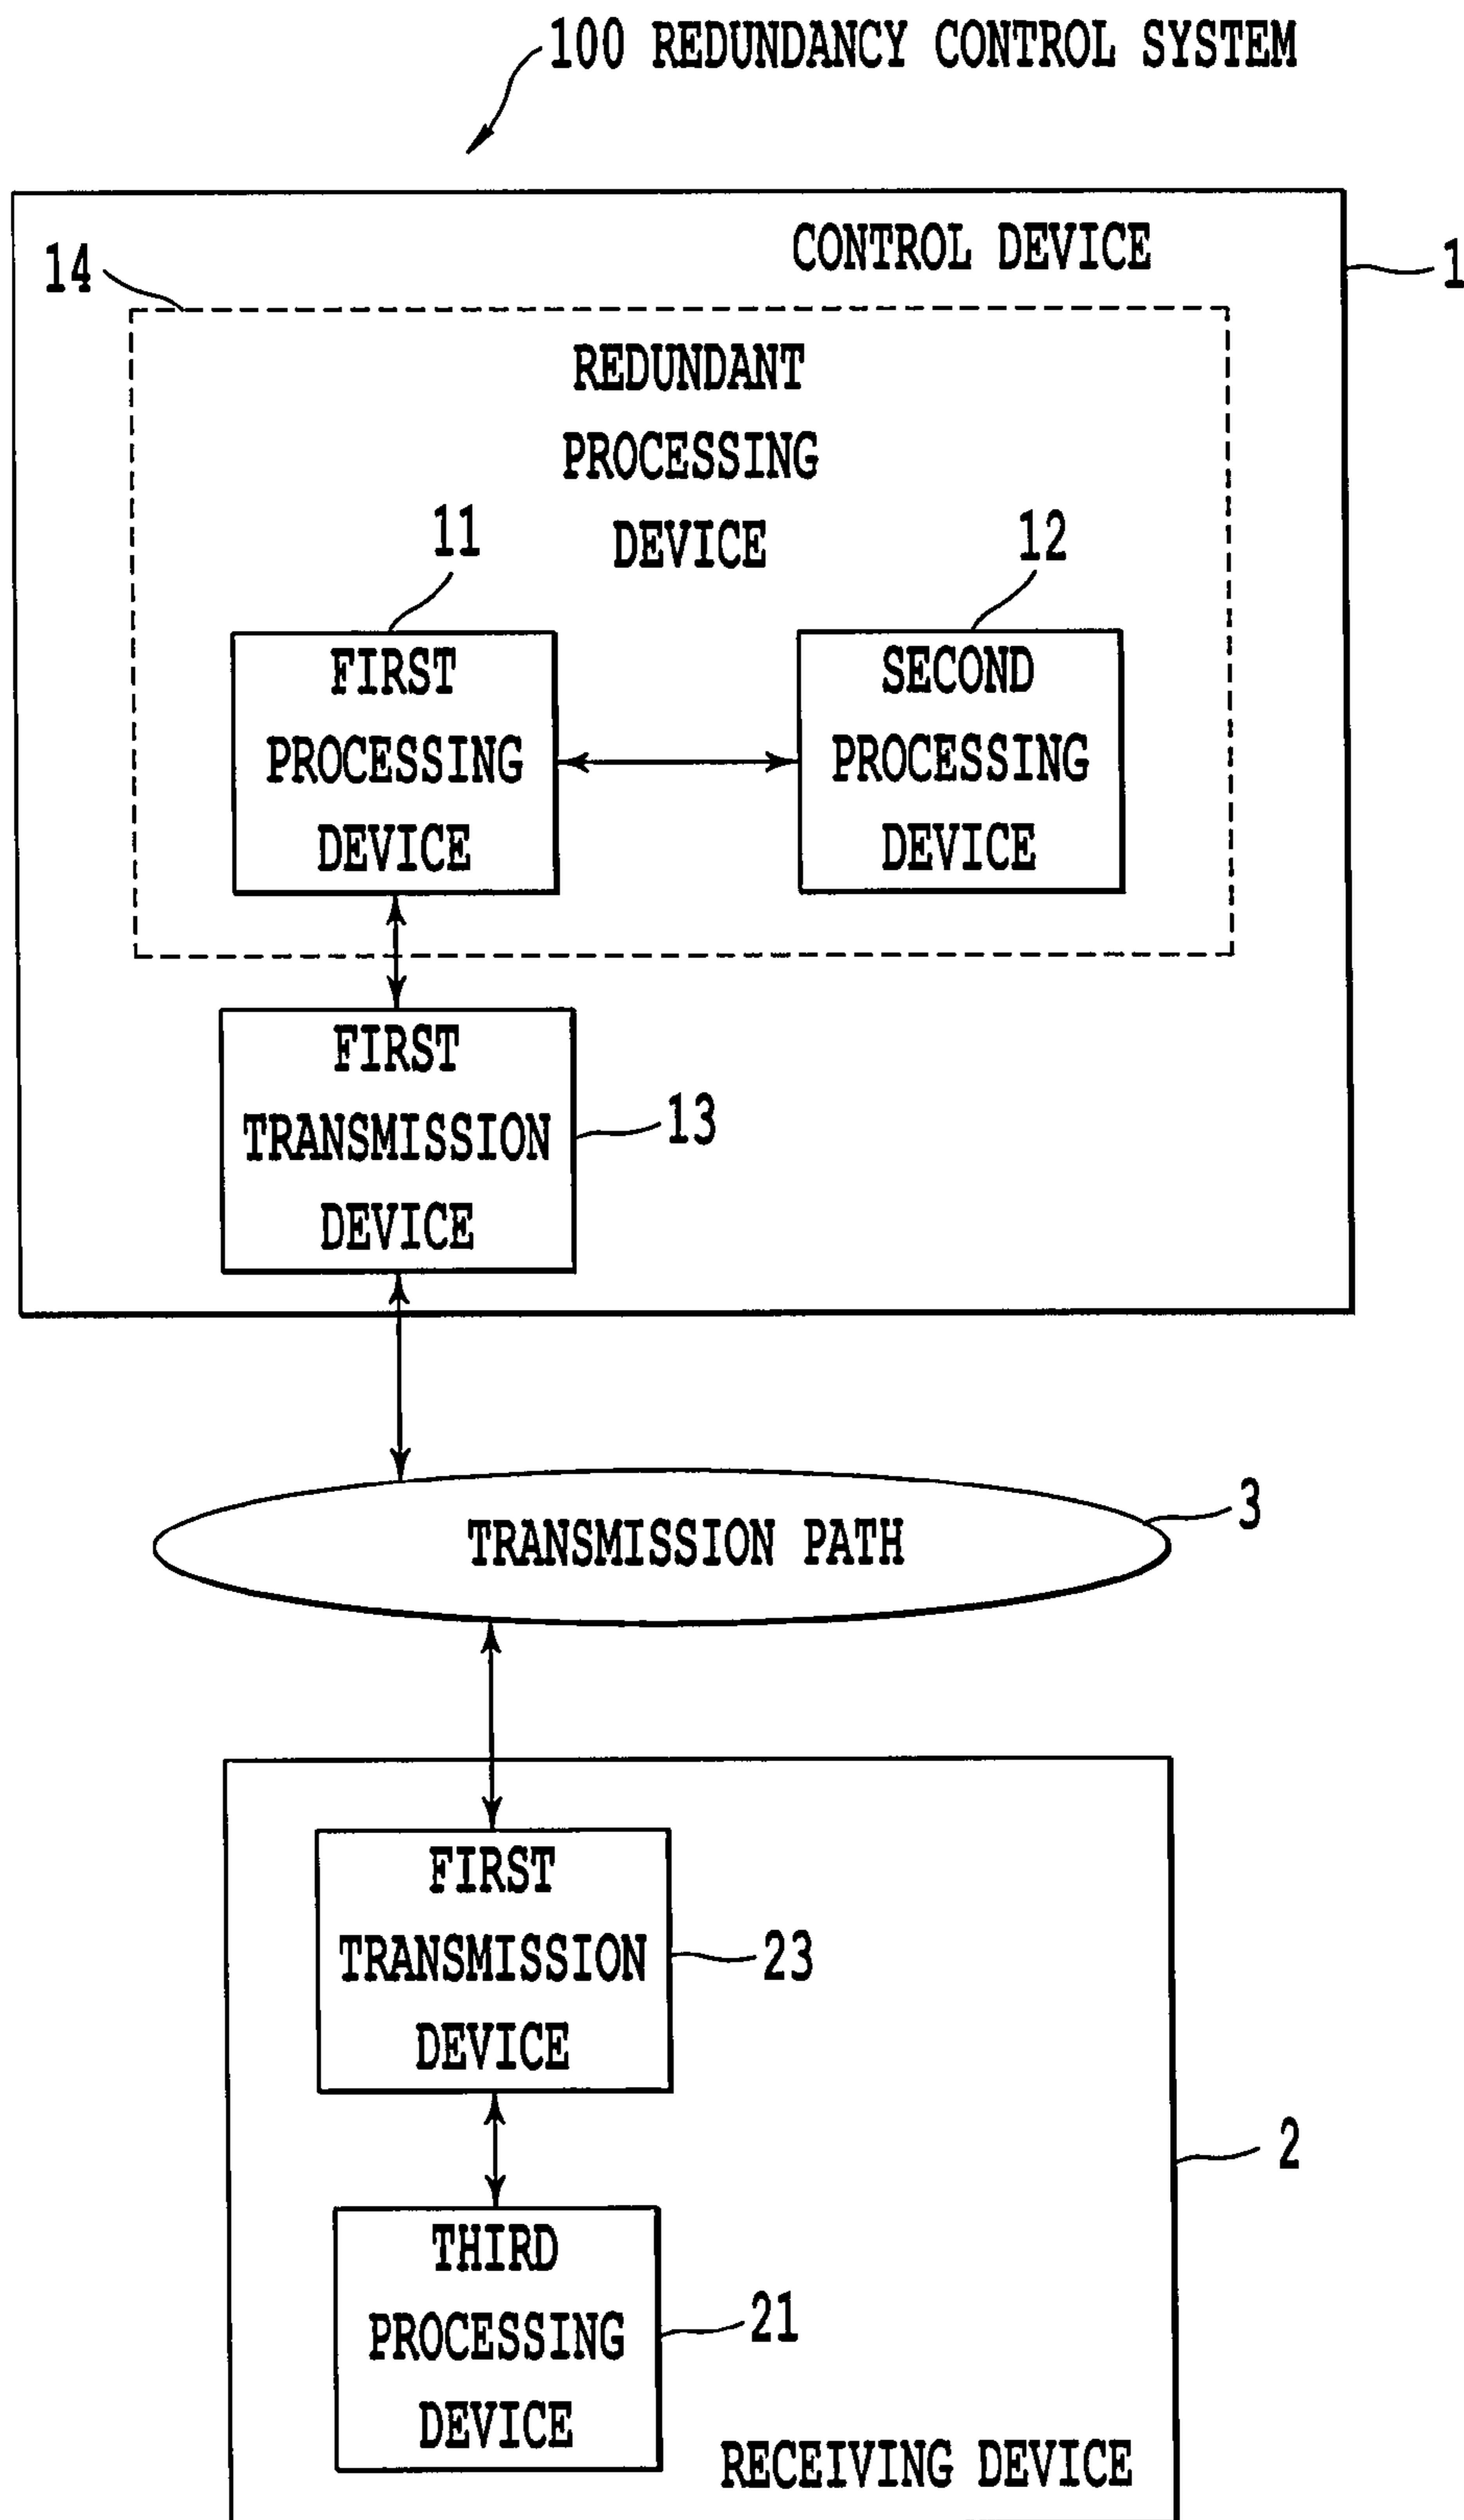 100 REDUNDANCY CONTROL SYSTEM
CONTROL DEVICE
1
14
REDUNDANT
PROCESSING
DEVICE
11
12
FIRST
PROCESSING
DEVICE
SECOND
PROCESSING
DEVICE
FIRST
TRANSMISSION
DEVICE
13
TRANSMISSION PATH
3
FIRST
TRANSMISSION
DEVICE
23
2
THIRD
PROCESSING
DEVICE
21
RECEIVING DEVICE